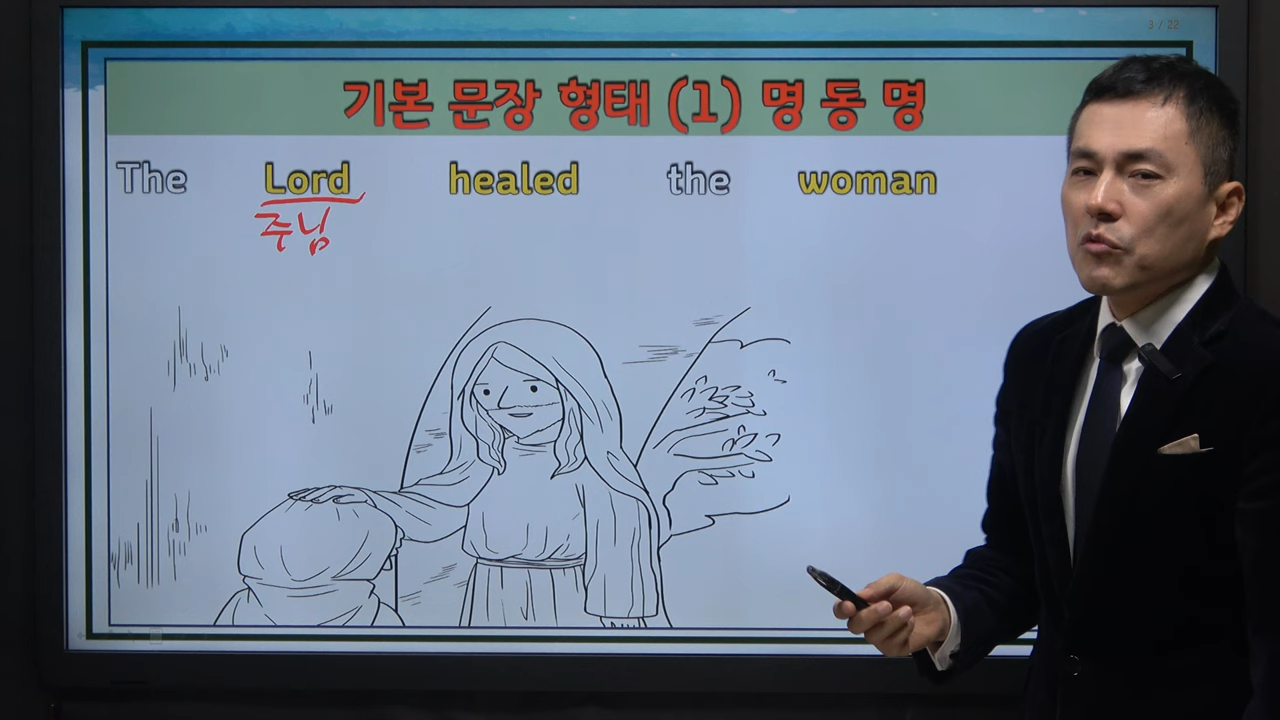 3 / 22
기본 문장 형태 (1) 명 동 명
The Lord healed the woman
주님